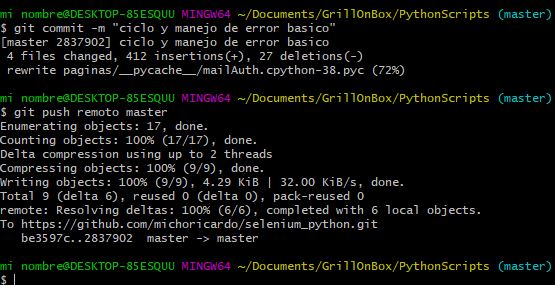 mi nombre@DESKTOP-85ESQUU MINGW64 ~/Documents/GrillOnBox/PythonScripts (master)
$ git commit -m "ciclo y manejo de error basico"
[master 2837902] ciclo y manejo de error basico
 4 files changed, 412 insertions(+), 27 deletions(-)
 rewrite paginas/__pycache__/mailAuth.cpython-38.pyc (72%)
mi nombre@DESKTOP-85ESQUU MINGW64 ~/Documents/GrillOnBox/PythonScripts (master)
$ git push remoto master
Enumerating objects: 17, done.
Counting objects: 100% (17/17), done.
Delta compression using up to 2 threads
Compressing objects: 100% (9/9), done.
Writing objects: 100% (9/9), 4.29 KiB | 32.00 KiB/s, done.
Total 9 (delta 6), reused 0 (delta 0), pack-reused 0
remote: Resolving deltas: 100% (6/6), completed with 6 local objects.
To https://github.com/michoricardo/selenium_python.git
   be3597c..2837902  master -> master
mi nombre@DESKTOP-85ESQUU MINGW64 ~/Documents/GrillOnBox/PythonScripts (master)
$